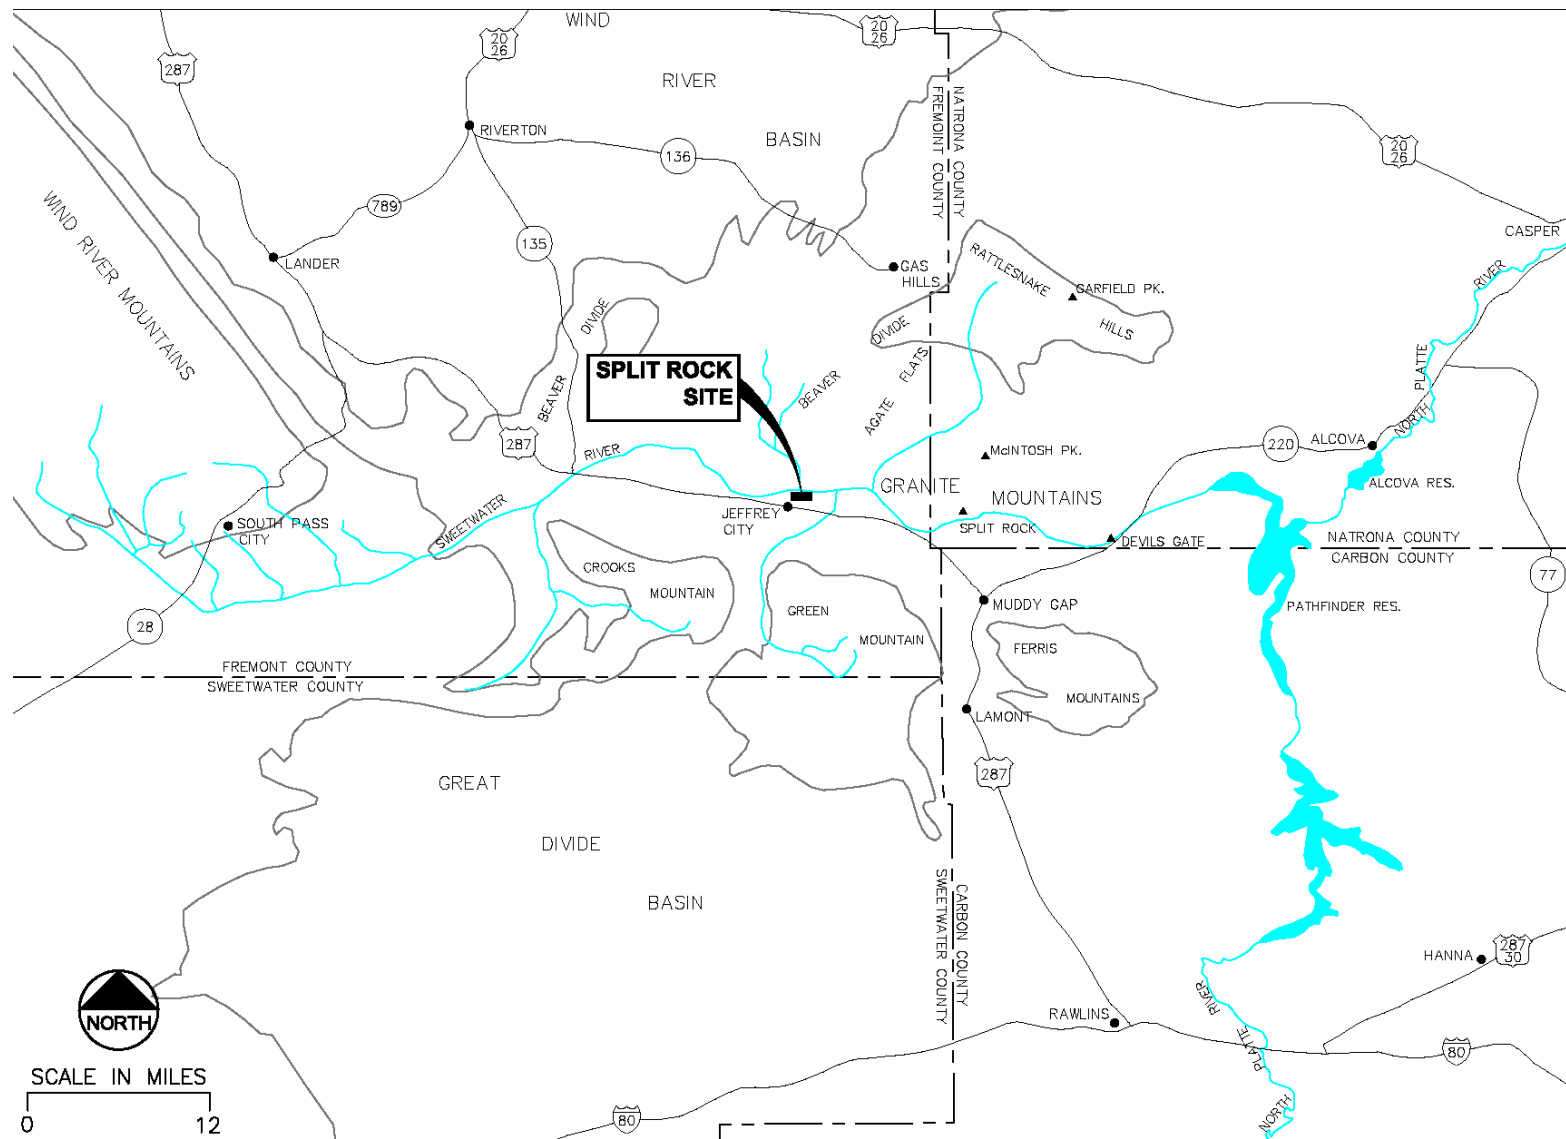 WIND
20
26
20
26
287
RIVER
NATRONA COUNTY
FREMOINT COUNTY
RIVERTON
BASIN
136
20
26
789
WIND RIVER MOUNTAINS
135
CASPER
LANDER
GAS
HILLS
RATTLESNAKE
HILLS
GARFIELD PK.
RIVER
PLATTE
NORTH
DIVIDE
BEAVER
DIVIDE
AGATE FLATS
SPLIT ROCK
SITE
BEAVER
287
RIVER
SWEETWATER
McINTOSH PK.
220
ALCOVA
ALCOVA RES.
GRANITE
MOUNTAINS
JEFFREY
CITY
SPLIT ROCK
SOUTH PASS
CITY
DEVILS GATE
NATRONA COUNTY
CARBON COUNTY
CROOKS
MOUNTAIN
77
GREEN
MOUNTAIN
MUDDY GAP
PATHFINDER RES.
28
FERRIS
MOUNTAINS
FREMONT COUNTY
SWEETWATER COUNTY
LAMONT
287
GREAT
DIVIDE
BASIN
CARBON COUNTY
SWEETWATER COUNTY
HANNA
287
30
RAWLINS
RIVER
PLATTE
NORTH
80
80
NORTH
SCALE IN MILES
0 12